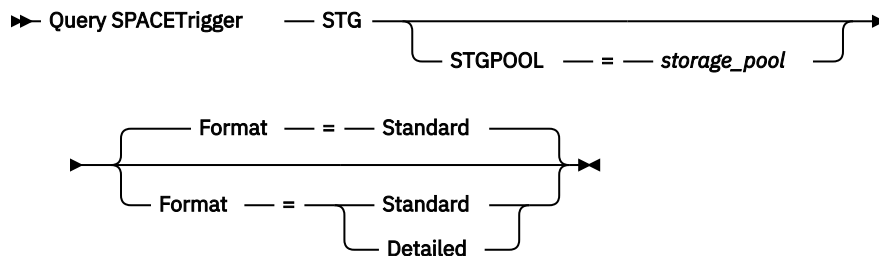 Query SPACETrigger STG
STGPOOL = storage_pool
Format = Standard
Format = Standard
Detailed